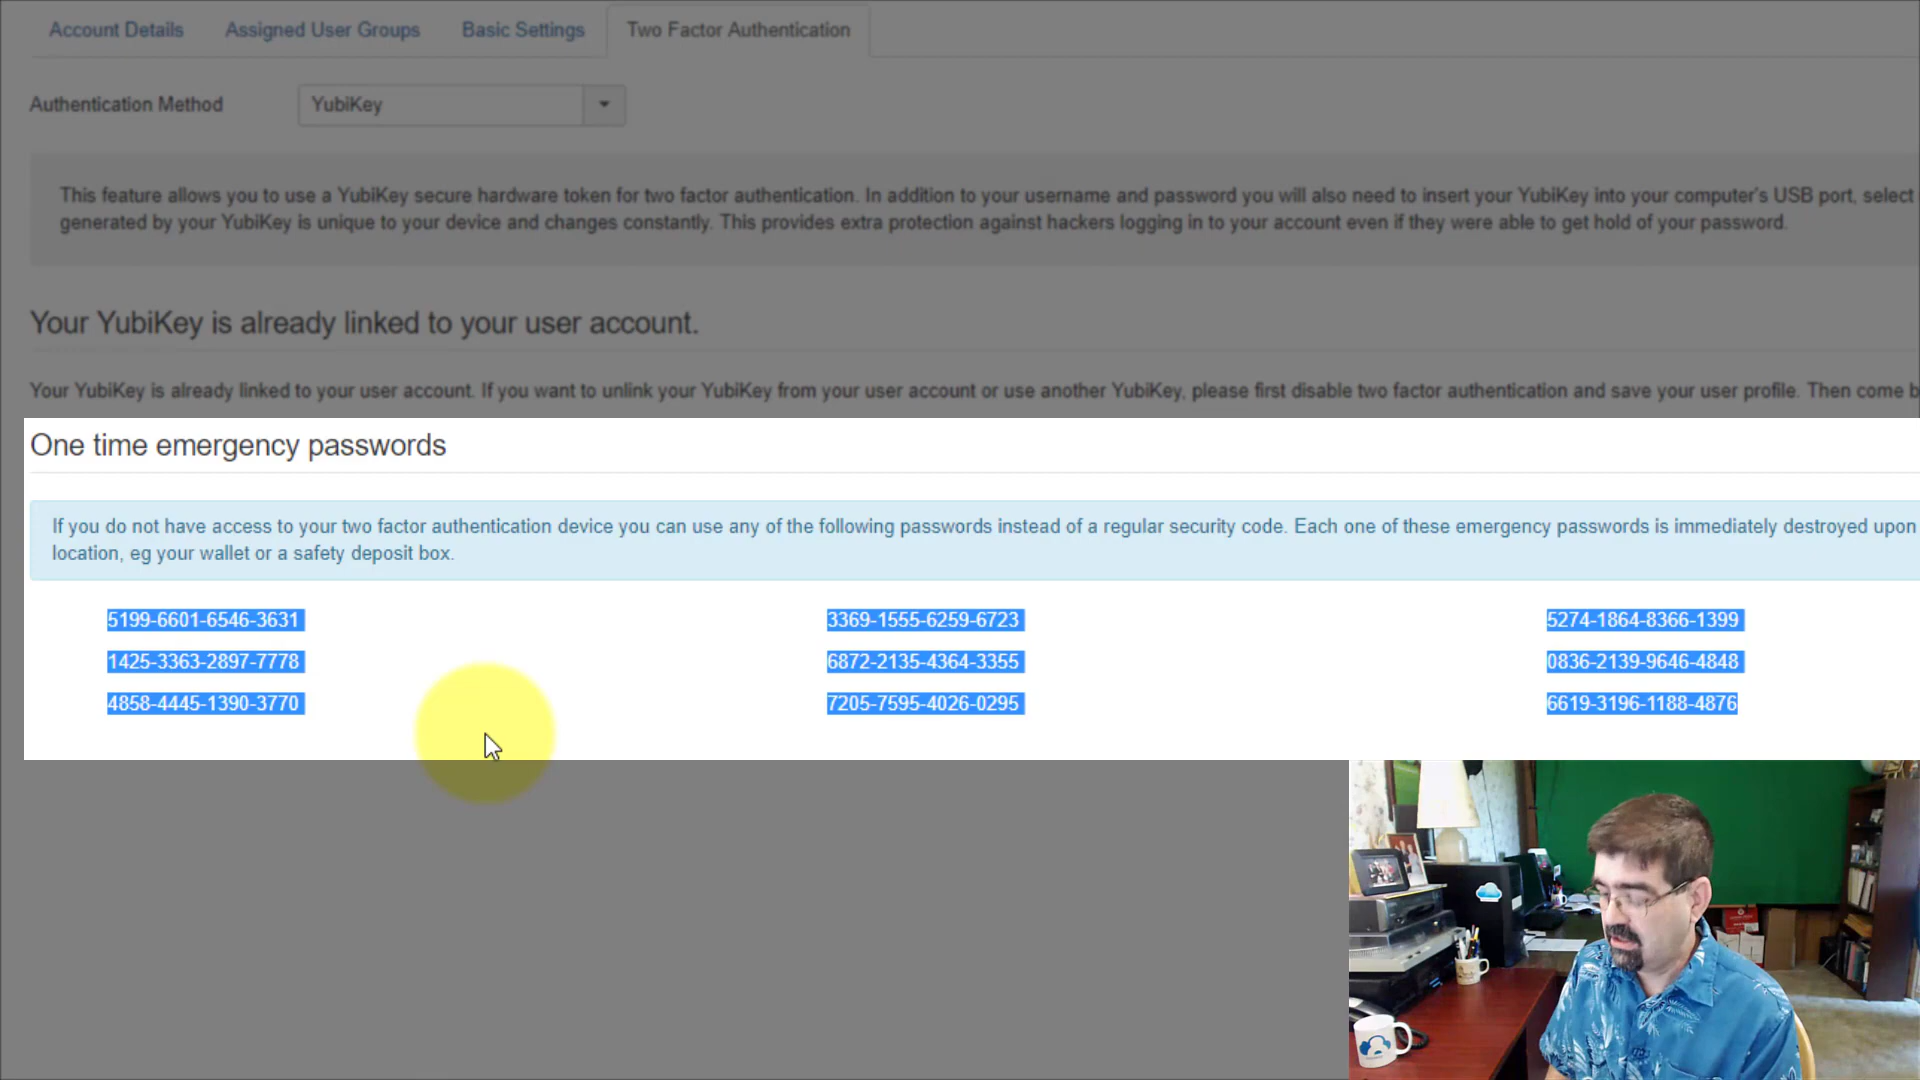 Account Details Assigned User Groups Basic Settings Two Factor Authentication
Authentication Method YubiKey
This feature allows you to use a YubiKey secure hardware token for two factor authentication. In addition to your username and password you will also need to insert your YubiKey into your computer's USB port, select
generated by your YubiKey is unique to your device and changes constantly. This provides extra protection against hackers logging in to your account even if they were able to get hold of your password.
Your YubiKey is already linked to your user account.
Your YubiKey is already linked to your user account. If you want to unlink your YubiKey from your user account or use another YubiKey, please first disable two factor authentication and save your user profile. Then come b
One time emergency passwords
If you do not have access to your two factor authentication device you can use any of the following passwords instead of a regular security code. Each one of these emergency passwords is immediately destroyed upon
location, eg your wallet or a safety deposit box.
5199-6601-6546-3631 3369-1555-6259-6723 5274-1864-8366-1399
1425-3363-2897-7778 6872-2135-4364-3355 0836-2139-9646-4848
4858-4445-1390-3770 7205-7595-4026-0295 6619-3196-1188-4876